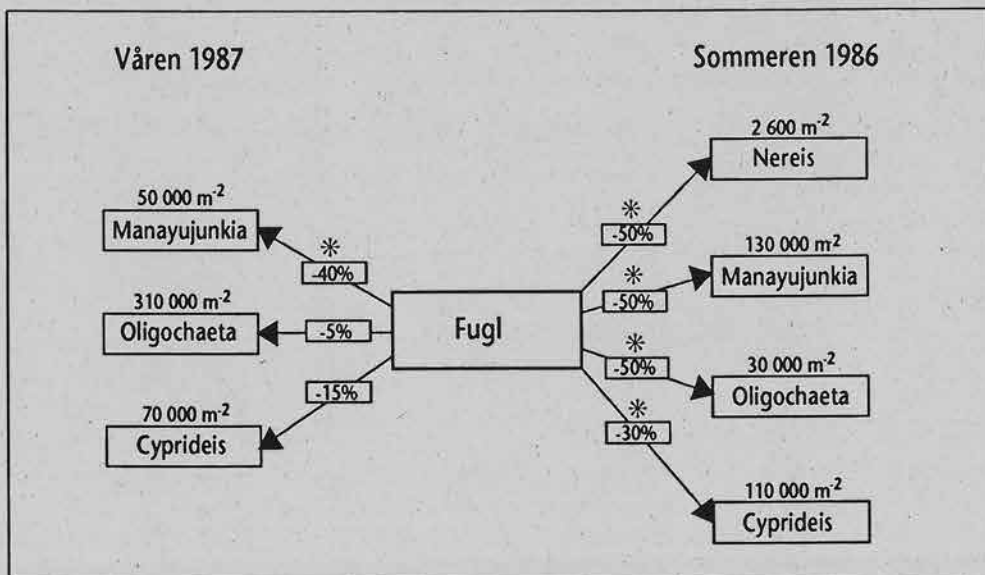 Våren 1987
Sommeren 1986
2 600 m-2
Nereis
50 000 m-2
Manayujunkia
*
-40%
310 000 m-2
Oligochaeta
-5%
-15%
70 000 m-2
Cyprideis
Fugl
*
-50%
130 000 m-2
Manayujunkia
*
-50%
30 000 m-2
Oligochaeta
*
-50%
*
-30%
110 000 m-2
Cyprideis